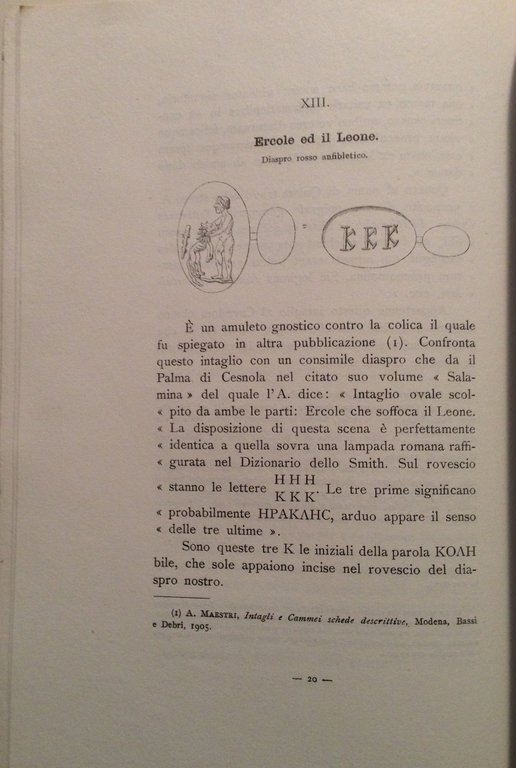 XIII.
Ercole ed il Leone.
Diaspro rosso anfibletico.
K K K
È un amuleto gnostico contro la colica il quale
fu spiegato in altra pubblicazione (1). Confronta
questo intaglio con un consimile diaspro che da il
Palma di Cesnola nel citato suo volume « Sala-
mina » del quale l'A. dice: « Intaglio ovale scol-
« pito da ambe le parti: Ercole che soffoca il Leone.
« La disposizione di questa scena è perfettamente
« identica a quella sovra una lampada romana raffi-
« gurata nel Dizionario dello Smith. Sul rovescio
« stanno le lettere H H H K K K. Le tre prime significano
« probabilmente ΗΡΑΚΛΗC, arduo appare il senso
« delle tre ultime ».
Sono queste tre K le iniziali della parola ΚΟΛΗ
bile, che sole appaiono incise nel rovescio del dia-
spro nostro.
(1) A. MAESTRI, Intagli e Cammei schede descrittive, Modena, Bassi
e Debri, 1905.
— 20 —